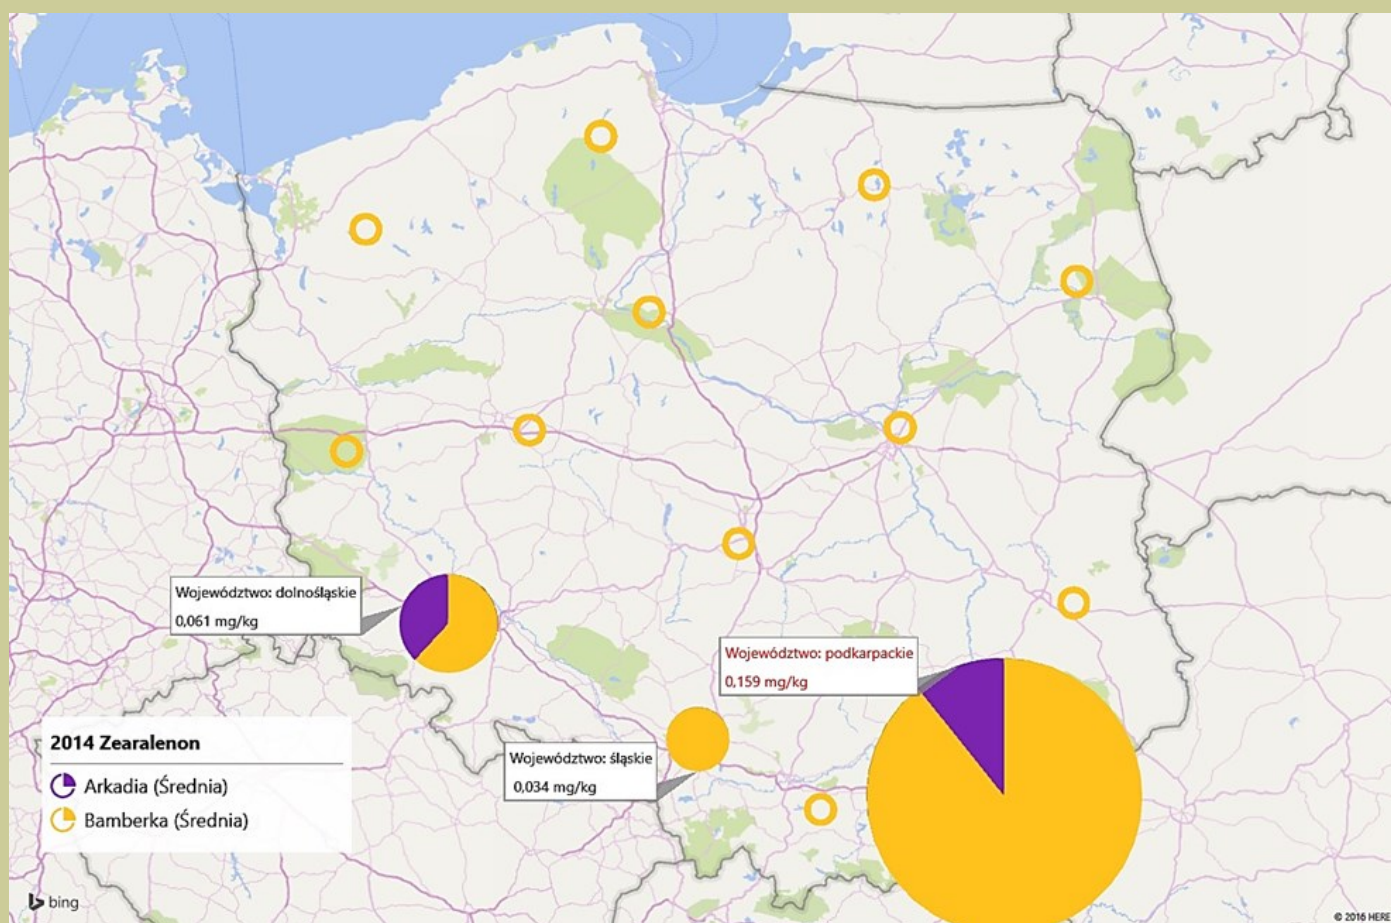 Województwo: dolnośląskie
0,061 mg/kg
Województwo: podkarpackie
0,159 mg/kg
Województwo: śląskie
0,034 mg/kg
2014 Zearalenon
Arkadia (Średnia)
Bamberka (Średnia)
bing
© 2016 HERE